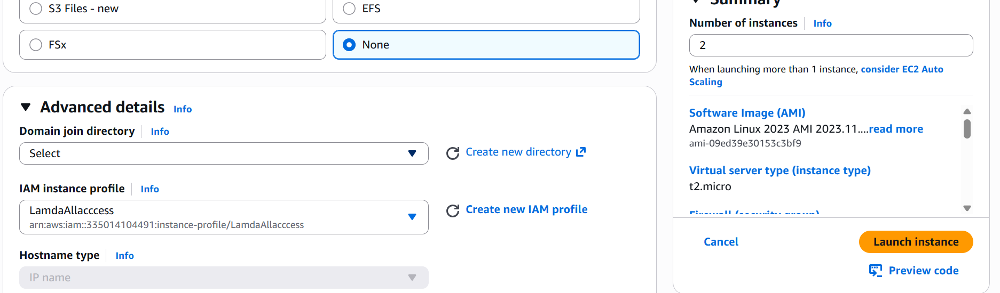 S3 Files - new
EFS
FSx
None
Advanced details Info
Domain join directory Info
Select
Create new directory
IAM instance profile Info
LamdaAllacccess
arn:aws:iam::335014104491:instance-profile/LamdaAllacccess
Create new IAM profile
Hostname type Info
IP name
Summary
Number of instances Info
2
When launching more than 1 instance, consider EC2 Auto
Scaling
Software Image (AMI)
Amazon Linux 2023 AMI 2023.11....read more
ami-09ed39e30153c3bf9
Virtual server type (instance type)
t2.micro
Firewall (security group)
Cancel
Launch instance
Preview code